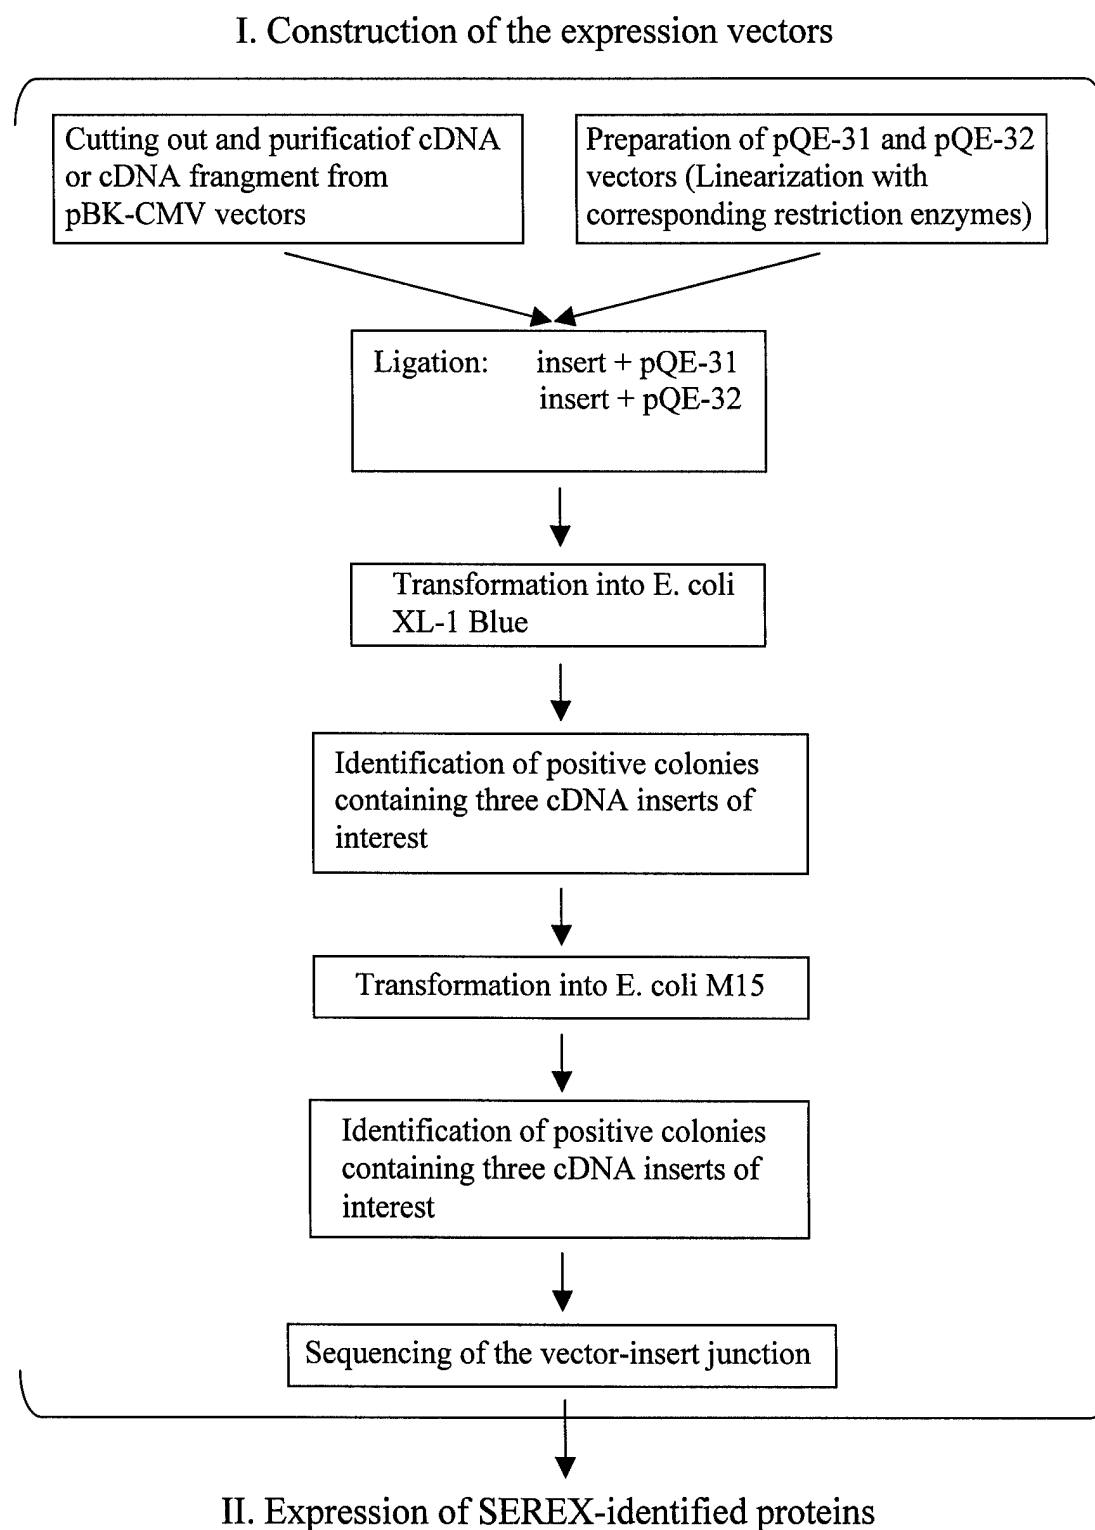 I. Construction of the expression vectors
Cutting out and purificatiof cDNA
or cDNA frangment from
pBK-CMV vectors
Preparation of pQE-31 and pQE-32
vectors (Linearization with
corresponding restriction enzymes)
Ligation: insert + pQE-31
insert + pQE-32
Transformation into E. coli
XL-1 Blue
Identification of positive colonies
containing three cDNA inserts of
interest
Transformation into E. coli M15
Identification of positive colonies
containing three cDNA inserts of
interest
Sequencing of the vector-insert junction
II. Expression of SEREX-identified proteins